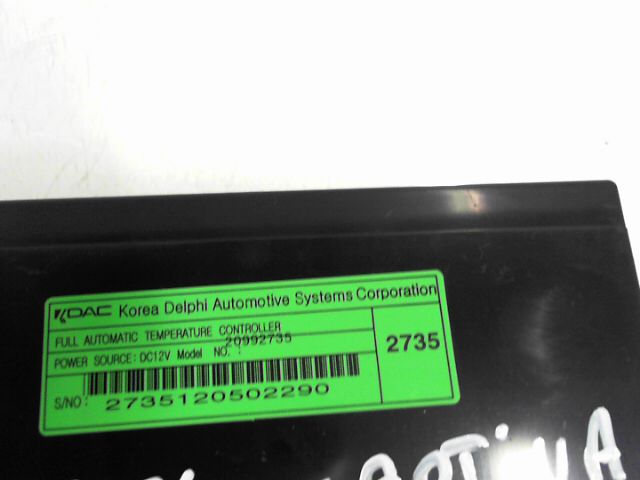 KDAC Korea Delphi Automotive Systems Corporation
FULL AUTOMATIC TEMPERATURE CONTROLLER
POWER SOURCE: DC12V Model NO. : 20992735
2735
S/NO: 2735120502290